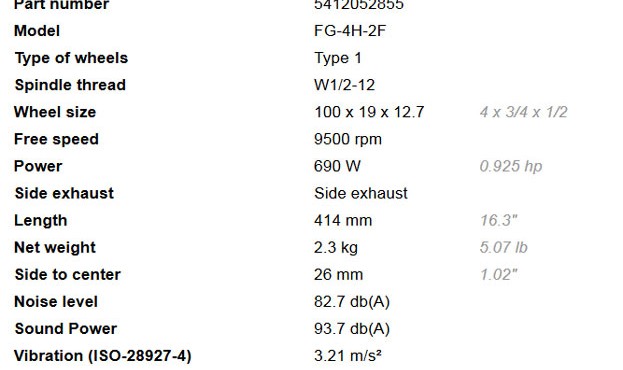 Part number 5412052855
Model FG-4H-2F
Type of wheels Type 1
Spindle thread W1/2-12
Wheel size 100 x 19 x 12.7 4 x 3/4 x 1/2
Free speed 9500 rpm
Power 690 W 0.925 hp
Side exhaust Side exhaust
Length 414 mm 16.3"
Net weight 2.3 kg 5.07 lb
Side to center 26 mm 1.02"
Noise level 82.7 db(A)
Sound Power 93.7 db(A)
Vibration (ISO-28927-4) 3.21 m/s²